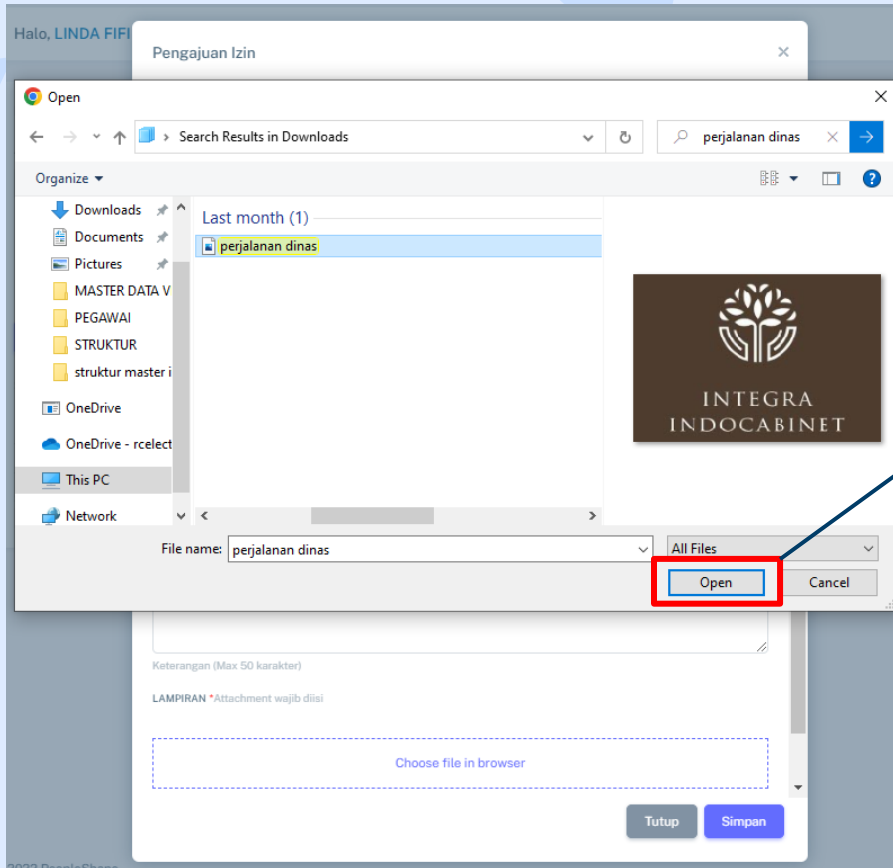 Halo, LINDA FIFI
Pengajuan Izin
Open
Search Results in Downloads
perjalanan dinas
Organize
Downloads
Documents
Pictures
MASTER DATA V
PEGAWAI
STRUKTUR
struktur master i
OneDrive
OneDrive - rcelect
This PC
Network
Last month (1)
perjalanan dinas
INTEGRA
INDOCABINET
File name: perjalanan dinas
All Files
Open Cancel
Keterangan (Max 50 karakter)
LAMPIRAN *Attachment wajib diisi
Choose file in browser
Tutup Simpan